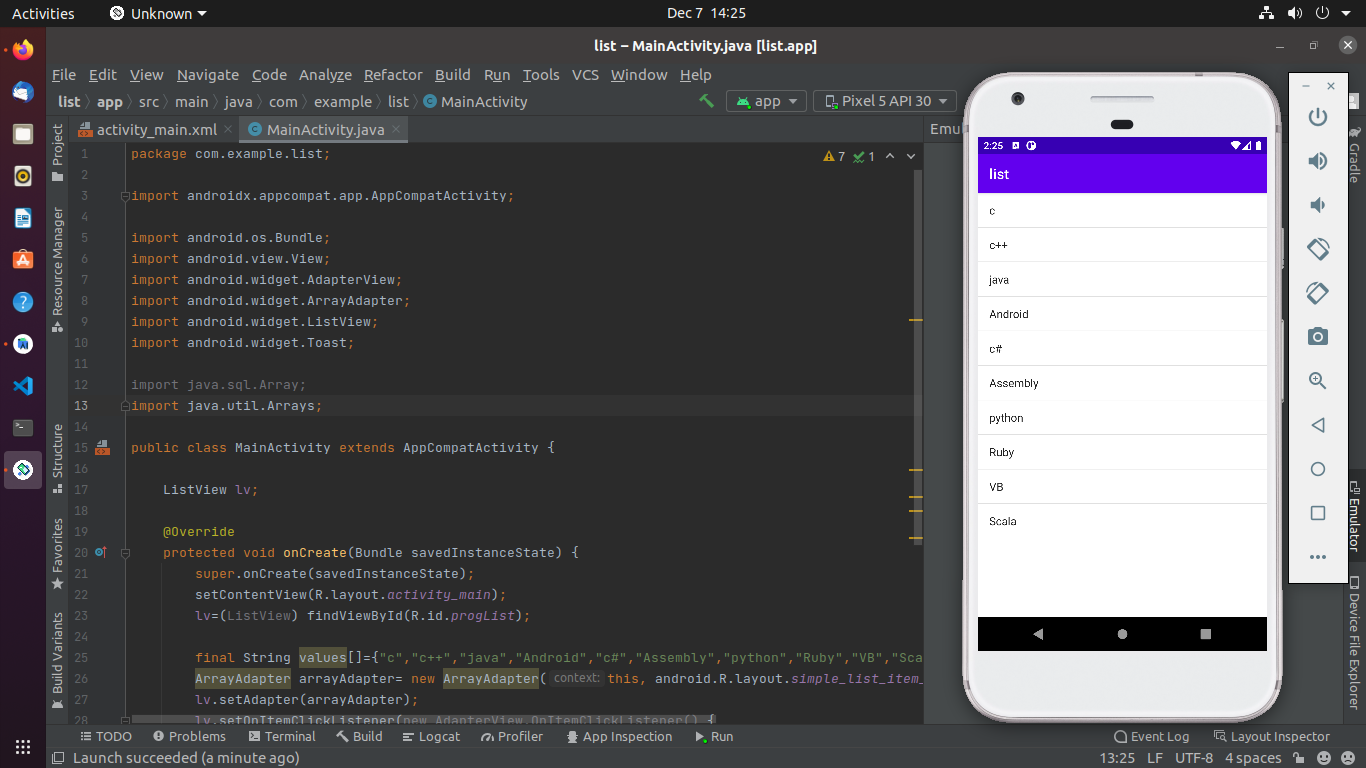 Activities Unknown Dec 7 14:25
list – MainActivity.java [list.app]
File Edit View Navigate Code Analyze Refactor Build Run Tools VCS Window Help
list app src main java com example list MainActivity app Pixel 5 API 30
activity_main.xml MainActivity.java Emu
Project
Resource Manager
Structure
Favorites
Build Variants
7 1
1 package com.example.list;
2
3 import androidx.appcompat.app.AppCompatActivity;
4
5 import android.os.Bundle;
6 import android.view.View;
7 import android.widget.AdapterView;
8 import android.widget.ArrayAdapter;
9 import android.widget.ListView;
10 import android.widget.Toast;
11
12 import java.sql.Array;
13 import java.util.Arrays;
14
15 public class MainActivity extends AppCompatActivity {
16
17 ListView lv;
18
19 @Override
20 protected void onCreate(Bundle savedInstanceState) {
21 super.onCreate(savedInstanceState);
22 setContentView(R.layout.activity_main);
23 lv=(ListView) findViewById(R.id.progList);
24
25 final String values[]={"c","c++","java","Android","c#","Assembly","python","Ruby","VB","Sca
26 ArrayAdapter arrayAdapter= new ArrayAdapter( context: this, android.R.layout.simple_list_item_
27 lv.setAdapter(arrayAdapter);
28 lv.setOnItemClickListener(new AdapterView.OnItemClickListener() {
2:25
list
c
c++
java
Android
c#
Assembly
python
Ruby
VB
Scala
Gradle
Emulator
Device File Explorer
TODO Problems Terminal Build Logcat Profiler App Inspection Run Event Log Layout Inspector
Launch succeeded (a minute ago) 13:25 LF UTF-8 4 spaces